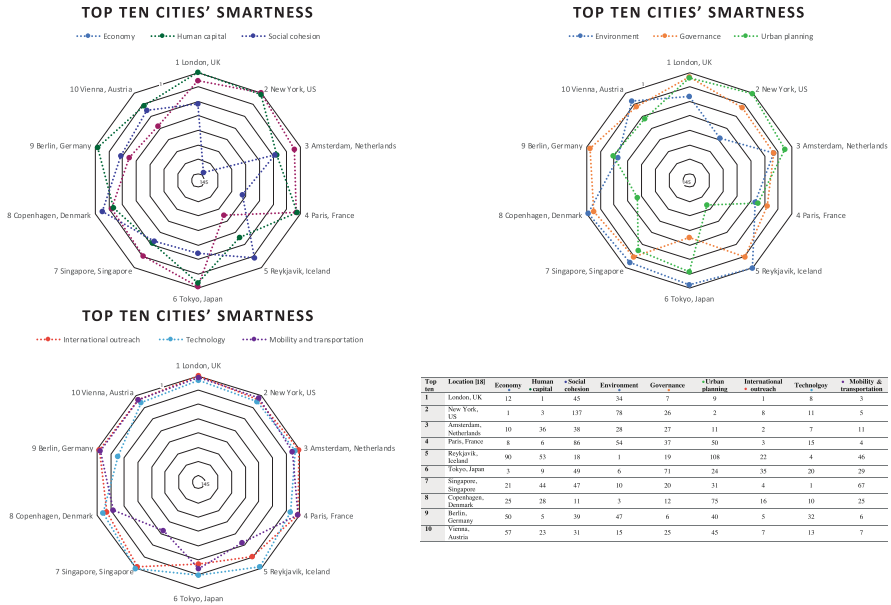 TOP TEN CITIES' SMARTNESS
Economy Human capital Social cohesion
1 London, UK
10 Vienna, Austria 1 2 New York, US
9 Berlin, Germany 3 Amsterdam, Netherlands
145
8 Copenhagen, Denmark 4 Paris, France
7 Singapore, Singapore 5 Reykjavik, Iceland
6 Tokyo, Japan
TOP TEN CITIES' SMARTNESS
Environment Governance Urban planning
1 London, UK
10 Vienna, Austria 1 2 New York, US
9 Berlin, Germany 3 Amsterdam, Netherlands
145
8 Copenhagen, Denmark 4 Paris, France
7 Singapore, Singapore 5 Reykjavik, Iceland
6 Tokyo, Japan
TOP TEN CITIES' SMARTNESS
International outreach Technology Mobility and transportation
1 London, UK
10 Vienna, Austria 1 2 New York, US
9 Berlin, Germany 3 Amsterdam, Netherlands
145
8 Copenhagen, Denmark 4 Paris, France
7 Singapore, Singapore 5 Reykjavik, Iceland
6 Tokyo, Japan
Top ten Location [18] Economy Human capital Social cohesion Environment Governance Urban planning International outreach Technolgoy Mobility & transportation
1 London, UK 12 1 45 34 7 9 1 8 3
2 New York, US 1 3 137 78 26 2 8 11 5
3 Amsterdam, Netherlands 10 36 38 28 27 11 2 7 11
4 Paris, France 8 6 86 54 37 50 3 15 4
5 Reykjavik, Iceland 90 53 18 1 19 108 22 4 46
6 Tokyo, Japan 3 9 49 6 71 24 35 20 29
7 Singapore, Singapore 21 44 47 10 20 31 4 1 67
8 Copenhagen, Denmark 25 28 11 3 12 75 16 10 25
9 Berlin, Germany 50 5 39 47 6 40 5 32 6
10 Vienna, Austria 57 23 31 15 25 45 7 13 7